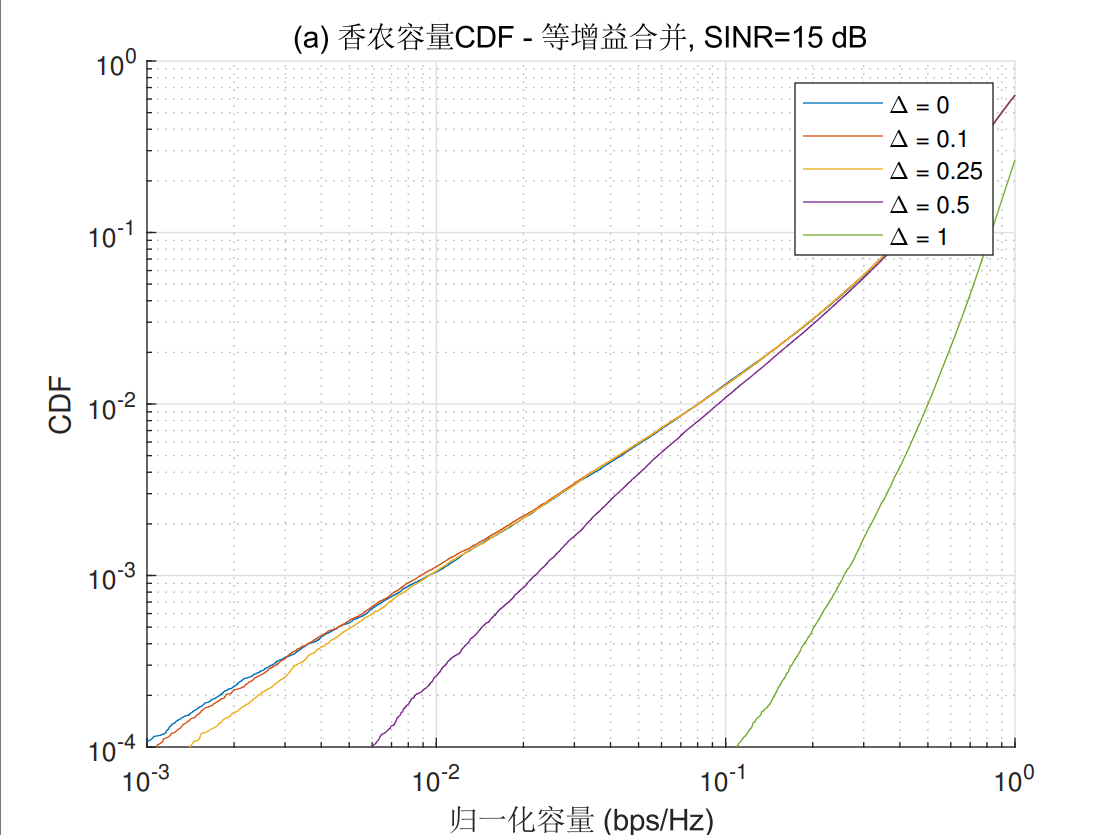 (a) 香农容量CDF - 等增益合并, SINR=15 dB
10^0
10^-1
10^-2
10^-3
10^-4
CDF
Δ = 0
Δ = 0.1
Δ = 0.25
Δ = 0.5
Δ = 1
10^-3 10^-2 10^-1 10^0
归一化容量 (bps/Hz)